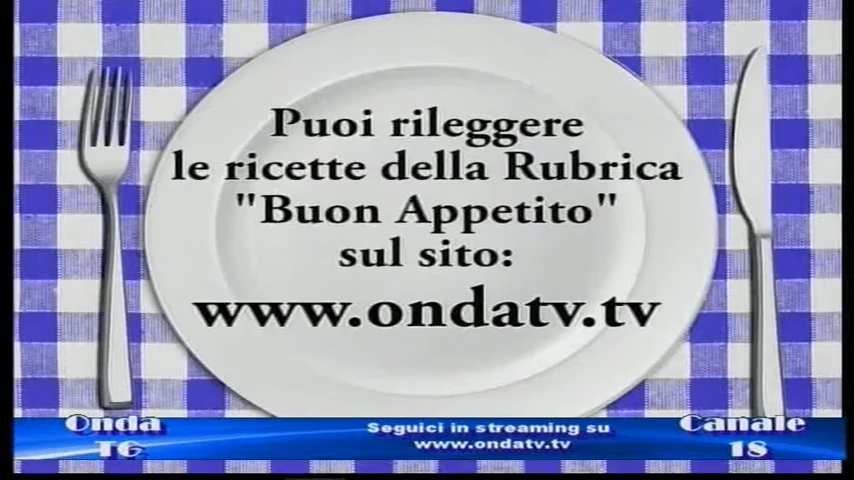 Puoi rileggere
le ricette della Rubrica
"Buon Appetito"
sul sito:
www.ondatv.tv
Onda
TG
Seguici in streaming su
www.ondatv.tv
Canale
18